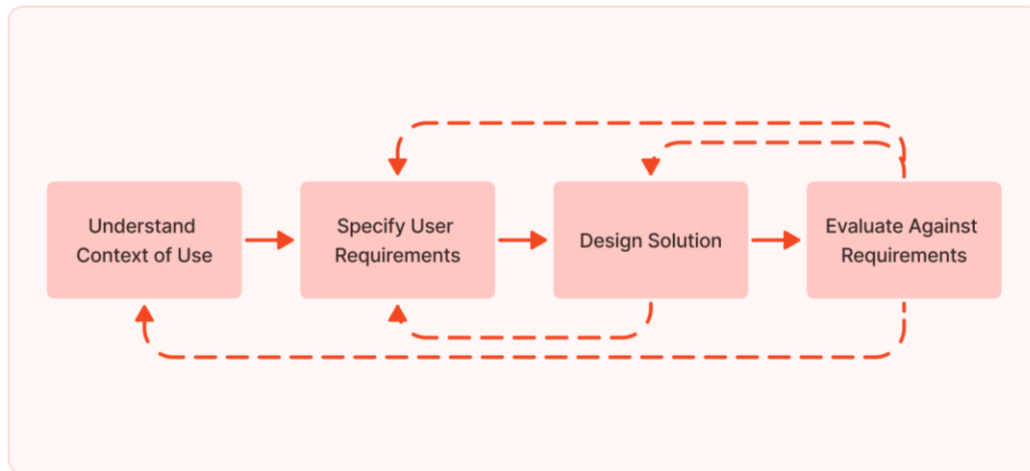 Understand
Context of Use
Specify User
Requirements
Design Solution
Evaluate Against
Requirements